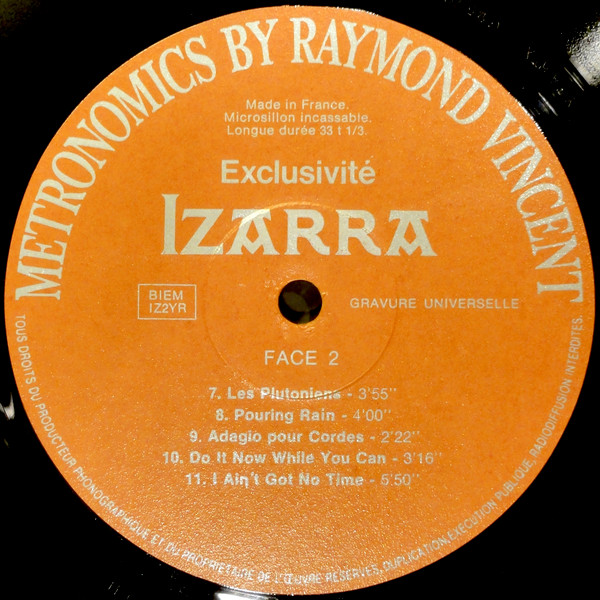 METRONOMICS BY RAYMOND VINCENT
Made in France.
Microsillon incassable.
Longue durée 33 t 1/3.
Exclusivité
IZARRA
BIEM
IZ2YR
GRAVURE UNIVERSELLE
FACE 2
7. Les Plutoniens - 3'55''
8. Pouring Rain - 4'00''
9. Adagio pour Cordes - 2'22''
10. Do It Now While You Can - 3'16''
11. I Ain't Got No Time - 5'50''
TOUS DROITS DU PRODUCTEUR PHONOGRAPHIQUE ET DU PROPRIETAIRE DE L'ŒUVRE RESERVES, DUPLICATION, EXECUTION PUBLIQUE, RADIODIFFUSION INTERDITES.